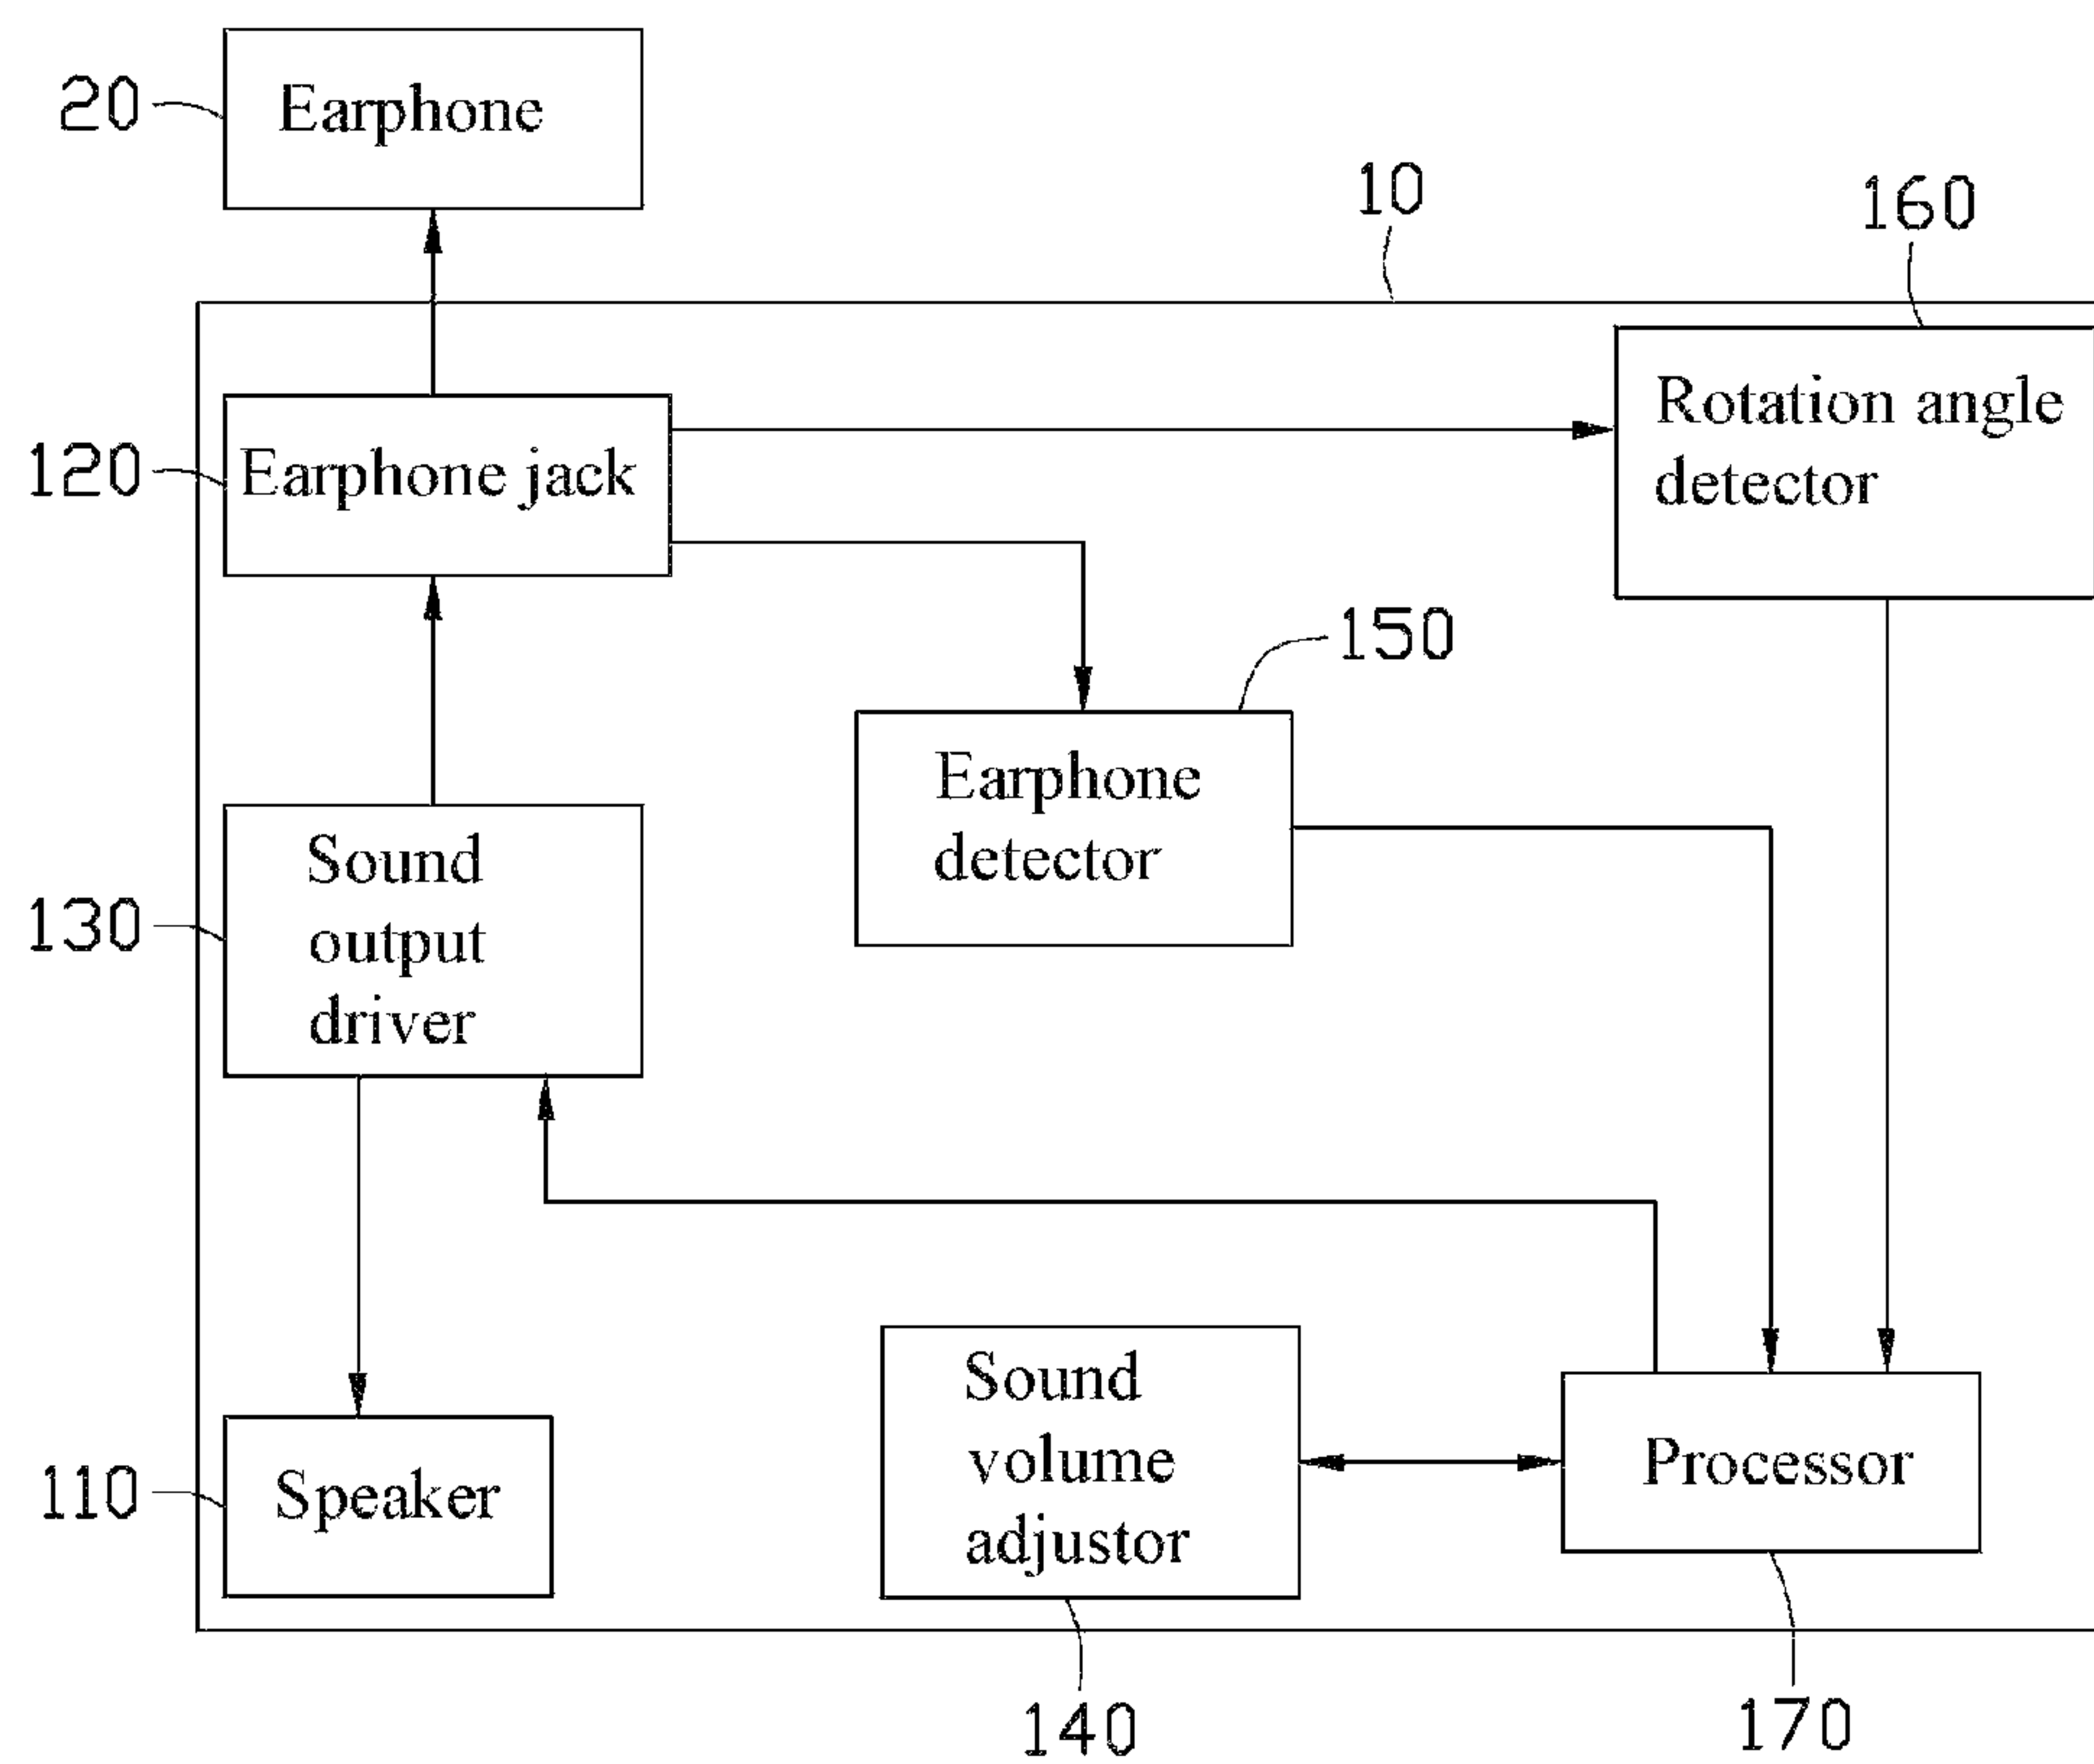 20
Earphone
10
160
Rotation angle
detector
120
Earphone jack
150
Earphone
detector
130
Sound
output
driver
110
Speaker
Sound
volume
adjustor
Processor
140
170